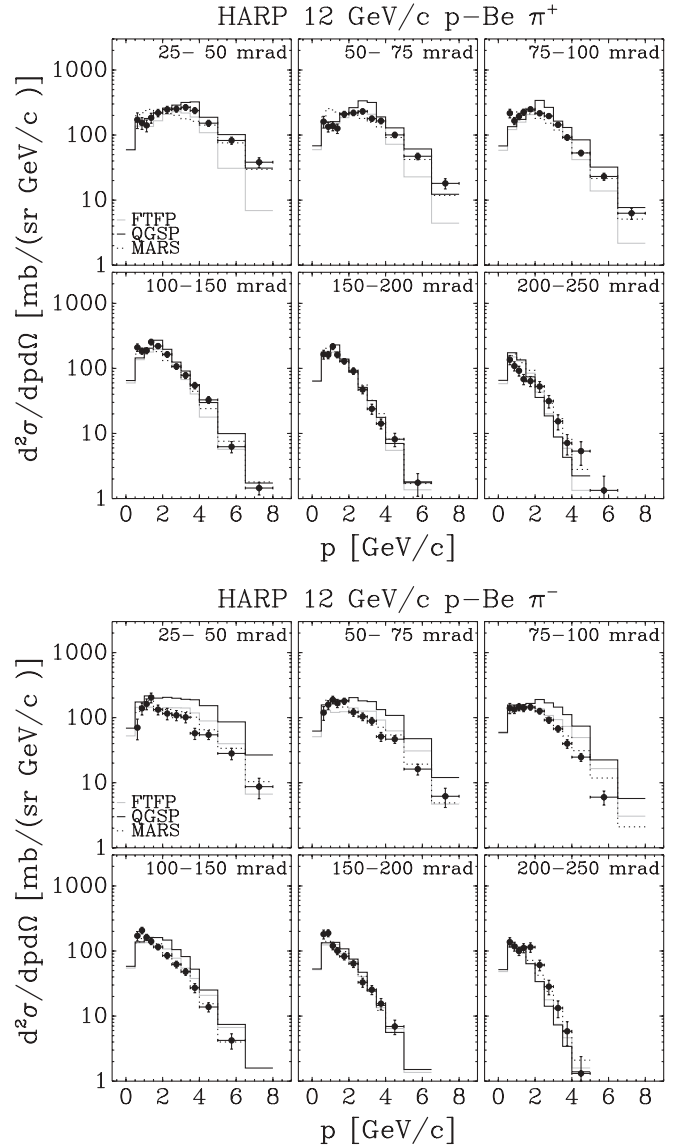 HARP 12 GeV/c p-Be π⁺
25- 50 mrad
50- 75 mrad
75-100 mrad
1000
100
10
1
FTFP
QGSP
MARS
100-150 mrad
150-200 mrad
200-250 mrad
1000
100
10
1
d²σ/dpdΩ [mb/(sr GeV/c )]
0 2 4 6 8 0 2 4 6 8 0 2 4 6 8
p [GeV/c] p [GeV/c]
HARP 12 GeV/c p-Be π⁻
25- 50 mrad
50- 75 mrad
75-100 mrad
1000
100
10
1
FTFP
QGSP
MARS
100-150 mrad
150-200 mrad
200-250 mrad
1000
100
10
1
d²σ/dpdΩ [mb/(sr GeV/c )]
0 2 4 6 8 0 2 4 6 8 0 2 4 6 8
p [GeV/c] p [GeV/c]